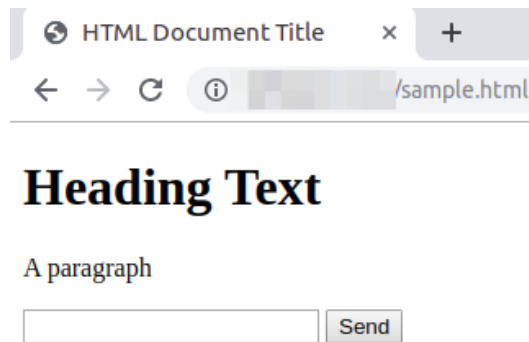 HTML Document Title
/sample.html
Heading Text
A paragraph
Send